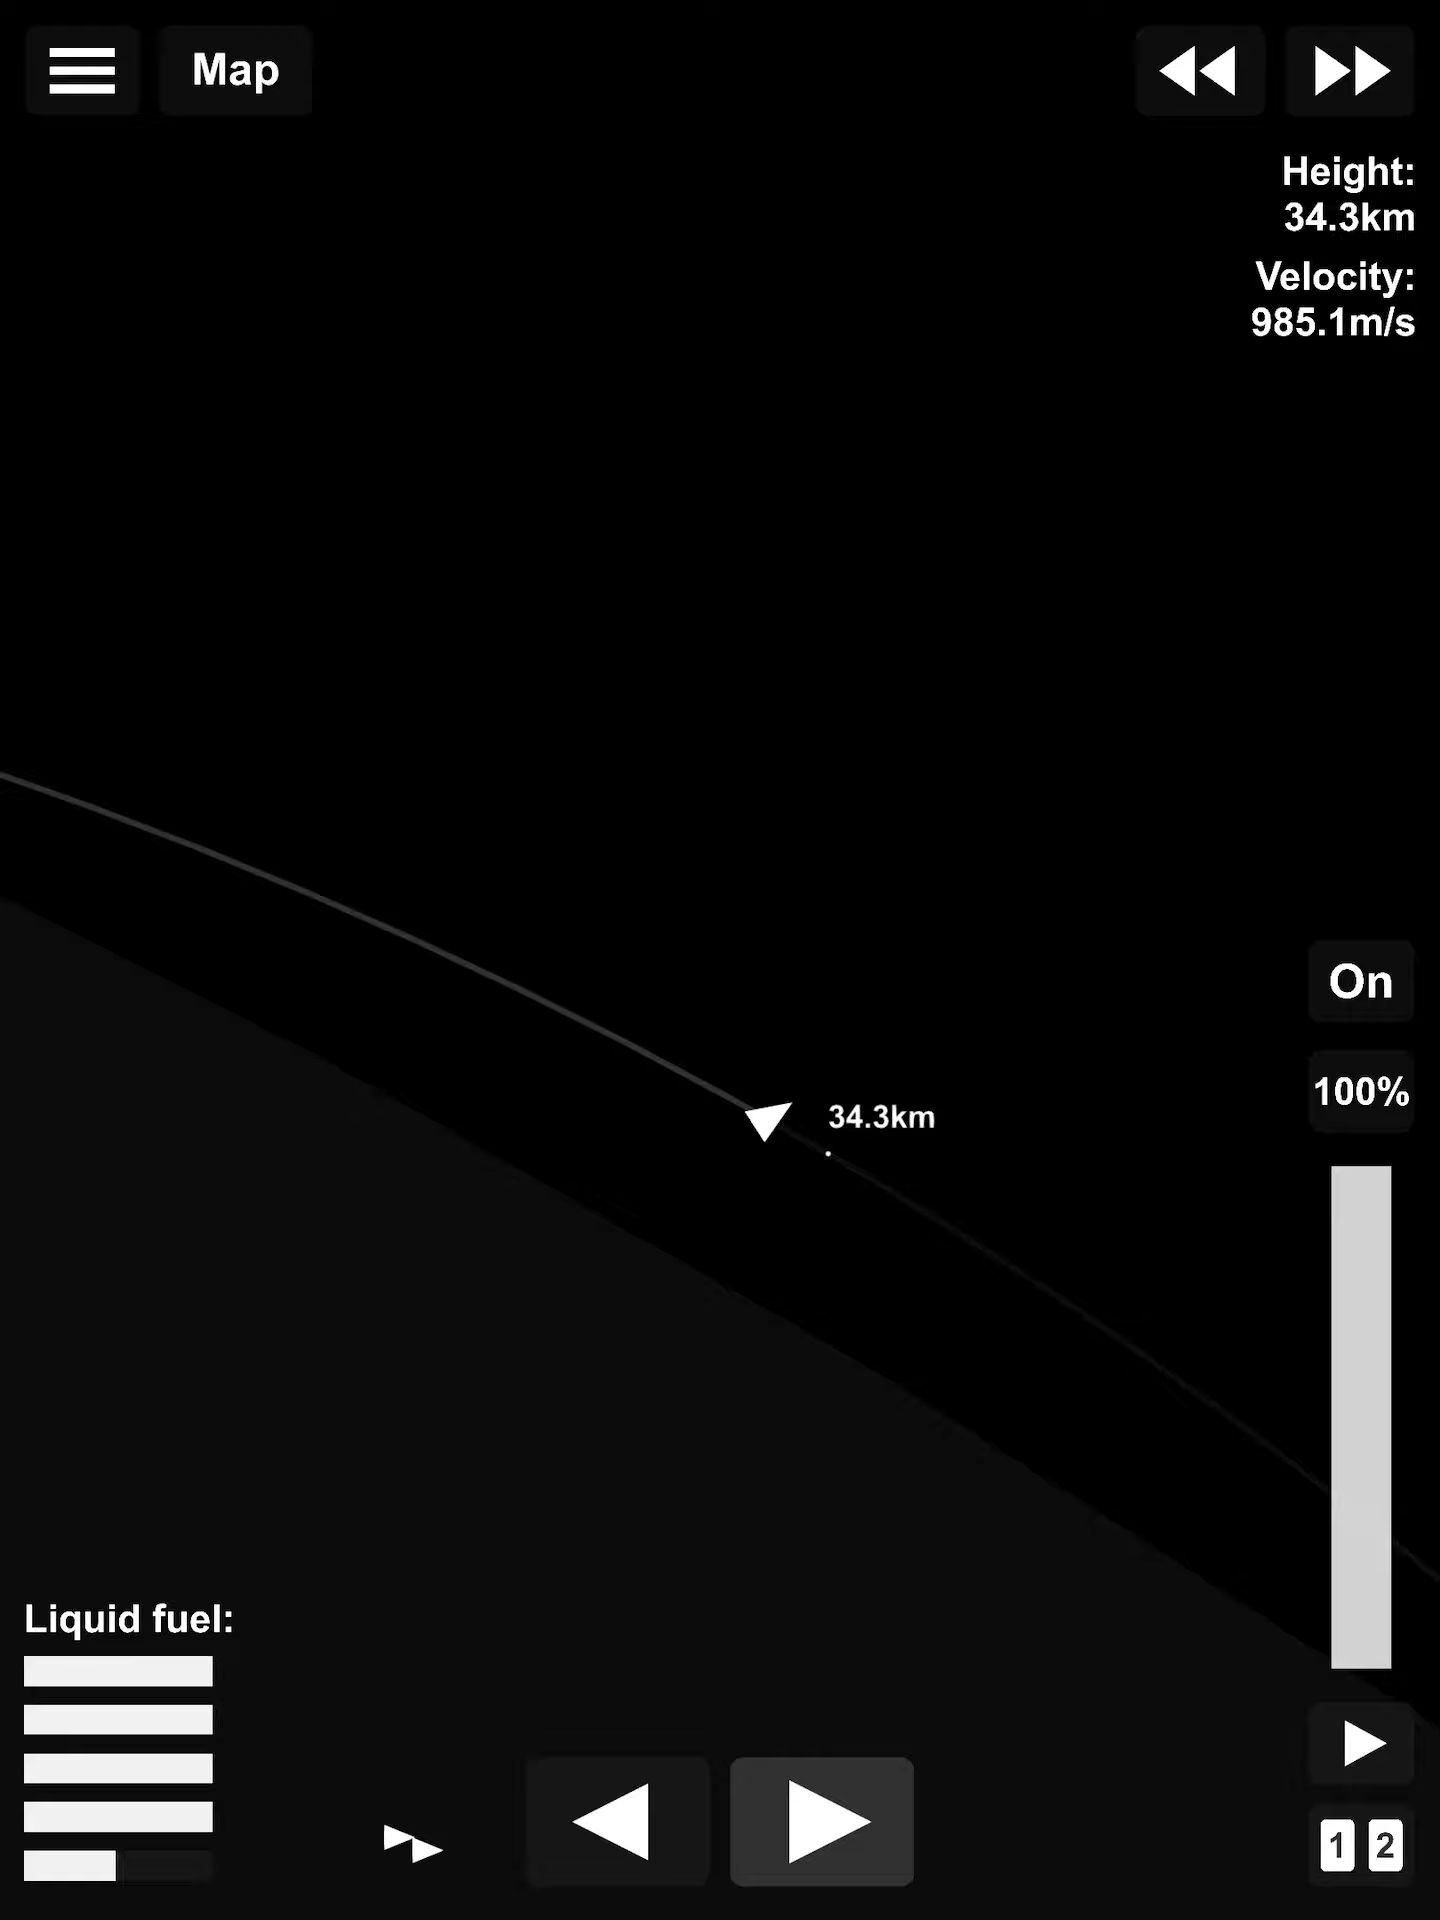 Map
Height:
34.3km
Velocity:
985.1m/s
On
100%
34.3km
Liquid fuel:
1 2